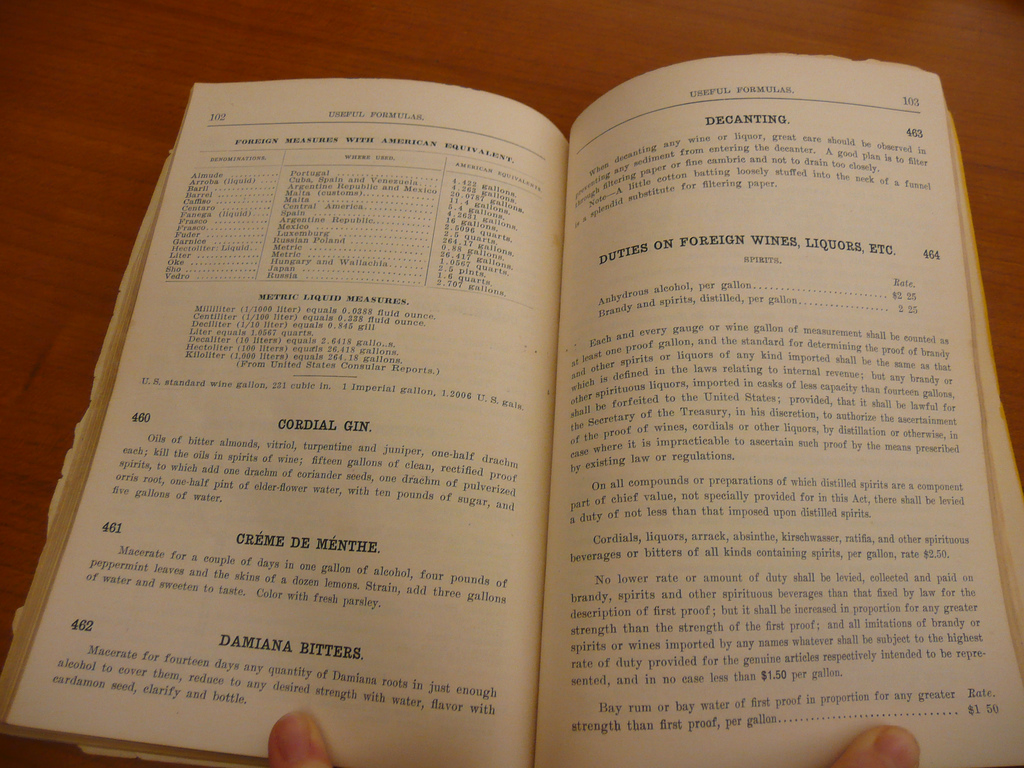 102
USEFUL FORMULAS.
FOREIGN MEASURES WITH AMERICAN EQUIVALENT.
DENOMINATIONS. WHERE USED. AMERICAN EQUIVALENTS.
Almude Portugal 4.422 gallons.
Arroba (liquid) Cuba, Spain and Venezuela 4.263 gallons.
Baril Argentine Republic and Mexico 20.0787 gallons.
Barrel Malta (customs) 11.4 gallons.
Caffiso Malta 5.4 gallons.
Centaro Central America 4.2631 gallons.
Fanega (liquid) Spain 16 gallons.
Frasco Argentine Republic 2.5096 quarts.
Frasco Mexico 2.5 quarts.
Fuder Luxemburg 264.17 gallons.
Garnice Russian Poland 0.88 gallons.
Hectoliter: Liquid Metric 26.417 gallons.
Liter Metric 1.0567 quarts.
Oke Hungary and Wallachia 2.5 pints.
Sho Japan 1.6 quarts.
Vedro Russia 2.707 gallons.
METRIC LIQUID MEASURES.
Milliliter (1/1000 liter) equals 0.0388 fluid ounce.
Centiliter (1/100 liter) equals 0.338 fluid ounce.
Deciliter (1/10 liter) equals 0.845 gill
Liter equals 1.0567 quarts.
Decaliter (10 liters) equals 2.6418 gallo..s.
Hectoliter (100 liters) equals 26.418 gallons.
Kiloliter (1,000 liters) equals 264.18 gallons.
(From United States Consular Reports.)
U. S. standard wine gallon, 231 cubic in. 1 Imperial gallon, 1.2006 U. S. gals.
460
CORDIAL GIN.
Oils of bitter almonds, vitriol, turpentine and juniper, one-half drachm
each; kill the oils in spirits of wine; fifteen gallons of clean, rectified proof
spirits, to which add one drachm of coriander seeds, one drachm of pulverized
orris root, one-half pint of elder-flower water, with ten pounds of sugar, and
five gallons of water.
461
CRÉME DE MÉNTHE.
Macerate for a couple of days in one gallon of alcohol, four pounds of
peppermint leaves and the skins of a dozen lemons. Strain, add three gallons
of water and sweeten to taste. Color with fresh parsley.
462
DAMIANA BITTERS.
Macerate for fourteen days any quantity of Damiana roots in just enough
alcohol to cover them, reduce to any desired strength with water, flavor with
cardamon seed, clarify and bottle.
USEFUL FORMULAS.
103
DECANTING.
463
When decanting any wine or liquor, great care should be observed in
preventing any sediment from entering the decanter. A good plan is to filter
through filtering paper or fine cambric and not to drain too closely.
Note—A little cotton batting loosely stuffed into the neck of a funnel
is a splendid substitute for filtering paper.
DUTIES ON FOREIGN WINES, LIQUORS, ETC.
464
SPIRITS.
Rate.
Anhydrous alcohol, per gallon $2 25
Brandy and spirits, distilled, per gallon 2 25
Each and every gauge or wine gallon of measurement shall be counted as
at least one proof gallon, and the standard for determining the proof of brandy
and other spirits or liquors of any kind imported shall be the same as that
which is defined in the laws relating to internal revenue; but any brandy or
other spirituous liquors, imported in casks of less capacity than fourteen gallons,
shall be forfeited to the United States; provided, that it shall be lawful for
the Secretary of the Treasury, in his discretion, to authorize the ascertainment
of the proof of wines, cordials or other liquors, by distillation or otherwise, in
case where it is impracticable to ascertain such proof by the means prescribed
by existing law or regulations.
On all compounds or preparations of which distilled spirits are a component
part of chief value, not specially provided for in this Act, there shall be levied
a duty of not less than that imposed upon distilled spirits.
Cordials, liquors, arrack, absinthe, kirschwasser, ratifia, and other spirituous
beverages or bitters of all kinds containing spirits, per gallon, rate $2.50.
No lower rate or amount of duty shall be levied, collected and paid on
brandy, spirits and other spirituous beverages than that fixed by law for the
description of first proof; but it shall be increased in proportion for any greater
strength than the strength of the first proof; and all imitations of brandy or
spirits or wines imported by any names whatever shall be subject to the highest
rate of duty provided for the genuine articles respectively intended to be repre-
sented, and in no case less than $1.50 per gallon.
Bay rum or bay water of first proof in proportion for any greater Rate.
strength than first proof, per gallon $1 50